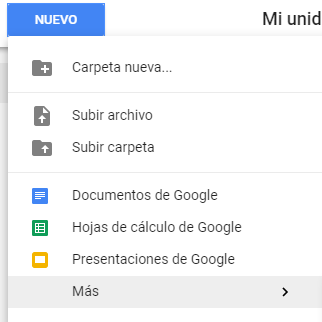 NUEVO
Mi unid
Carpeta nueva...
Subir archivo
Subir carpeta
Documentos de Google
Hojas de cálculo de Google
Presentaciones de Google
Más